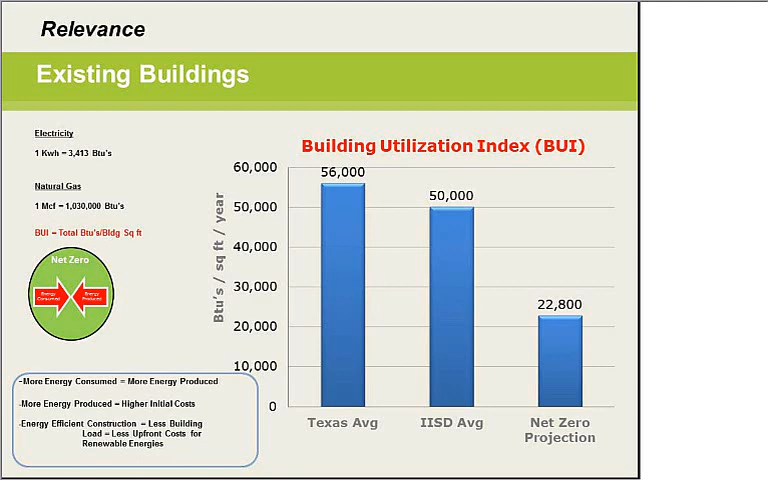 Relevance
Existing Buildings
Electricity
1 Kwh = 3,413 Btu's
Natural Gas
1 Mcf = 1,030,000 Btu's
BUI = Total Btu's/Bldg Sq ft
Net Zero
Energy Consumed
Energy Produced
-More Energy Consumed = More Energy Produced
-More Energy Produced = Higher Initial Costs
-Energy Efficient Construction = Less Building
Load = Less Upfront Costs for
Renewable Energies
Building Utilization Index (BUI)
Btu's / sq ft / year
60,000
50,000
40,000
30,000
20,000
10,000
0
56,000
50,000
22,800
Texas Avg
IISD Avg
Net Zero
Projection